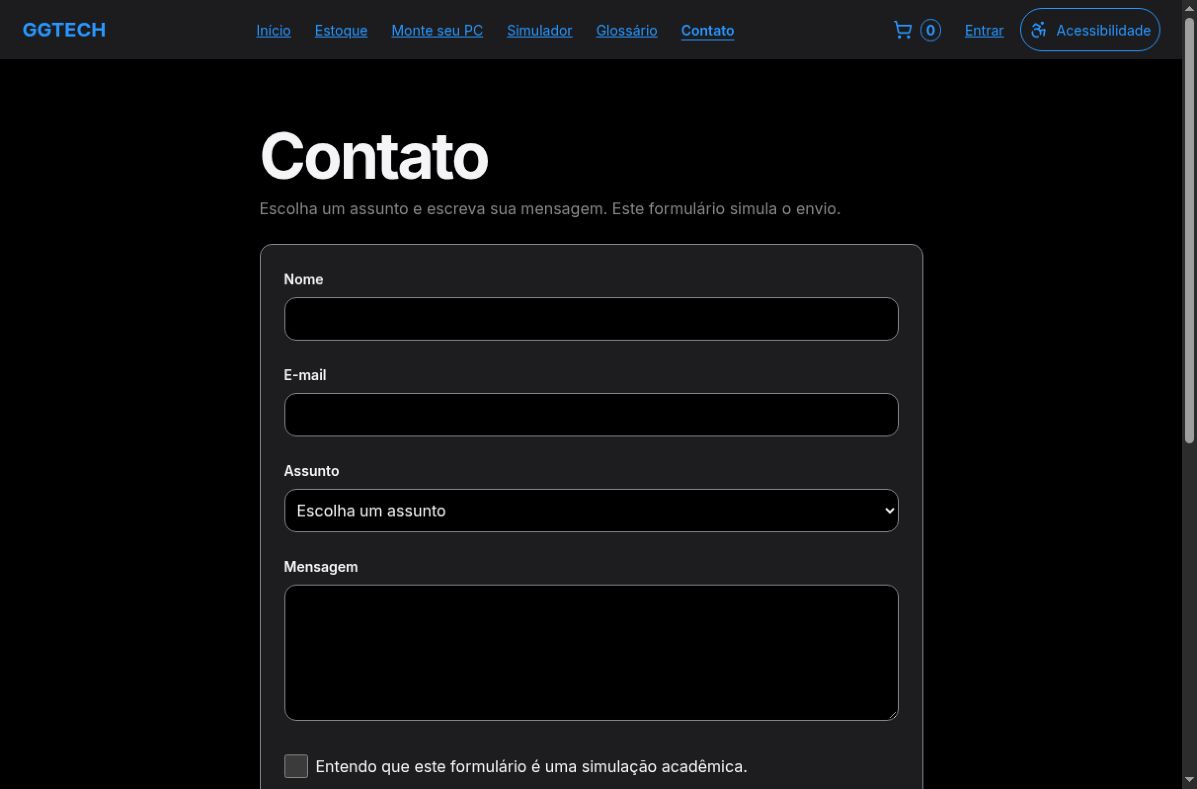 GGTECH Início Estoque Monte seu PC Simulador Glossário Contato 0 Entrar Acessibilidade
Contato
Escolha um assunto e escreva sua mensagem. Este formulário simula o envio.
Nome
E-mail
Assunto
Escolha um assunto
Mensagem
Entendo que este formulário é uma simulação acadêmica.